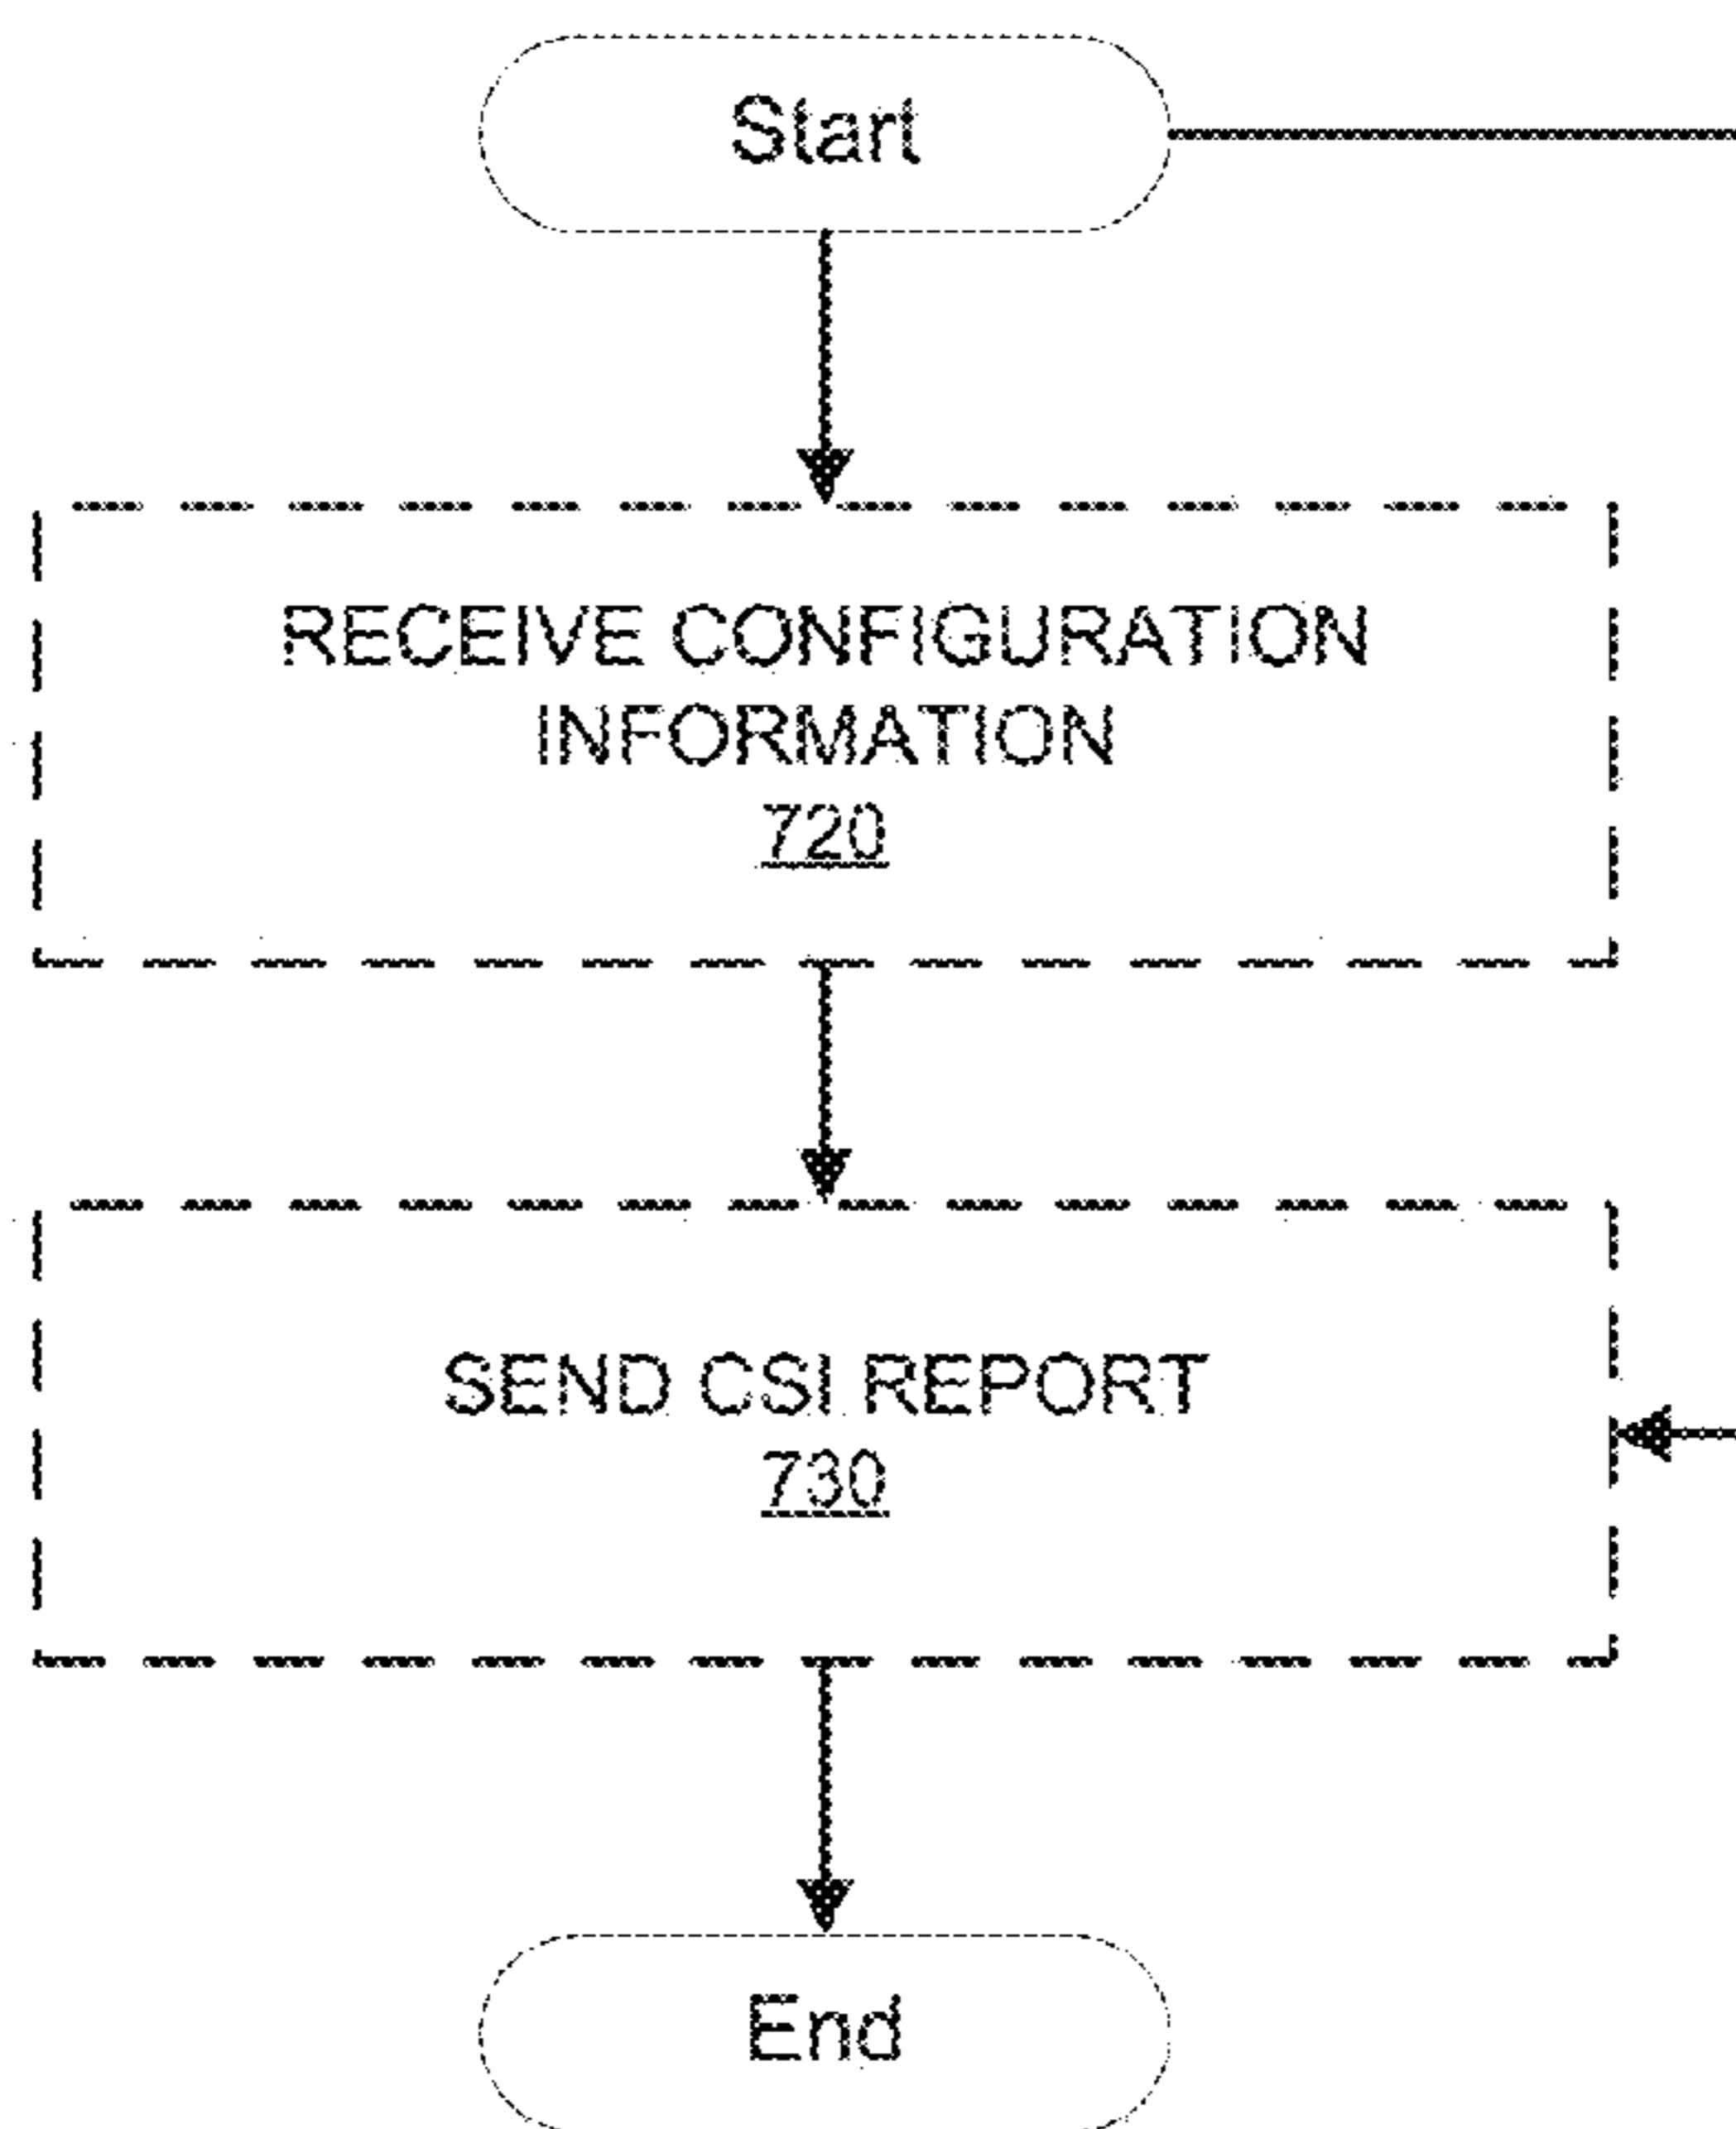 Start
RECEIVE CONFIGURATION
INFORMATION
720
SEND CSI REPORT
730
End